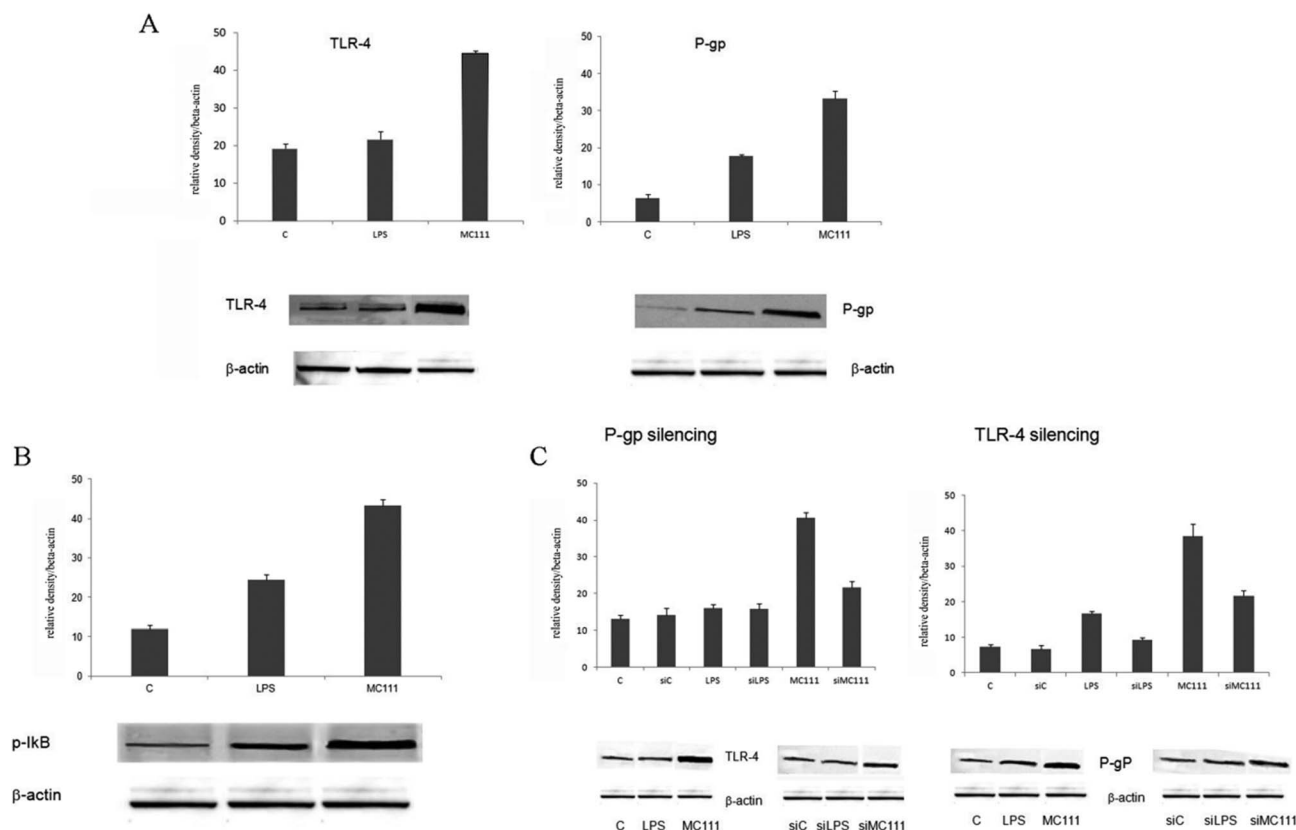 A
TLR-4
relative density/beta-actin
50
40
30
20
10
0
C LPS MC111
P-gp
relative density/beta-actin
50
40
30
20
10
0
C LPS MC111
TLR-4
β-actin
P-gp
β-actin
B
relative density/beta-actin
50
40
30
20
10
0
C LPS MC111
p-IkB
β-actin
C
P-gp silencing
relative density/beta-actin
50
40
30
20
10
0
C siC LPS siLPS MC111 siMC111
TLR-4
β-actin
C LPS MC111 siC siLPS siMC111
TLR-4 silencing
relative density/beta-actin
50
40
30
20
10
0
C siC LPS siLPS MC111 siMC111
P-gP
β-actin
C LPS MC111 siC siLPS siMC111